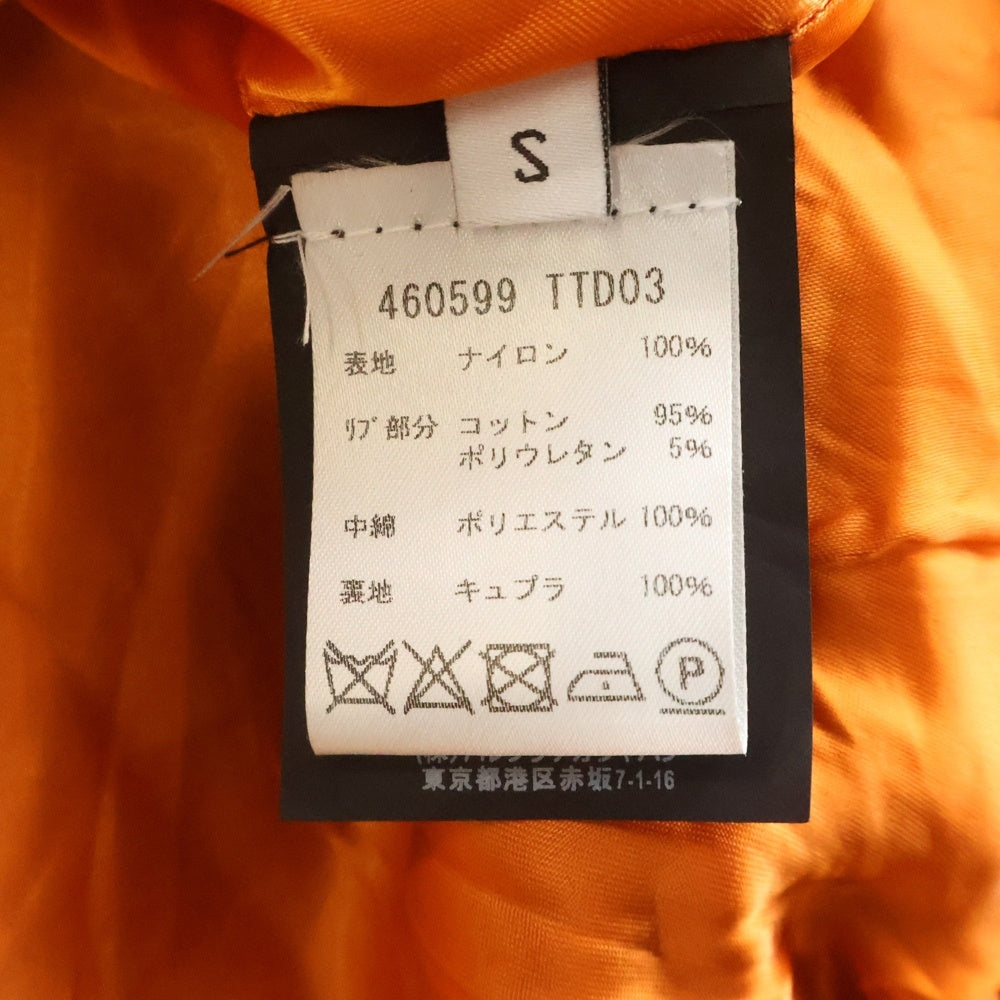 S
460599 TTD03
表地 ナイロン 100%
ﾘﾌﾞ部分 コットン 95%
ポリウレタン 5%
中綿 ポリエステル 100%
裏地 キュプラ 100%
P
東京都港区赤坂7-1-16